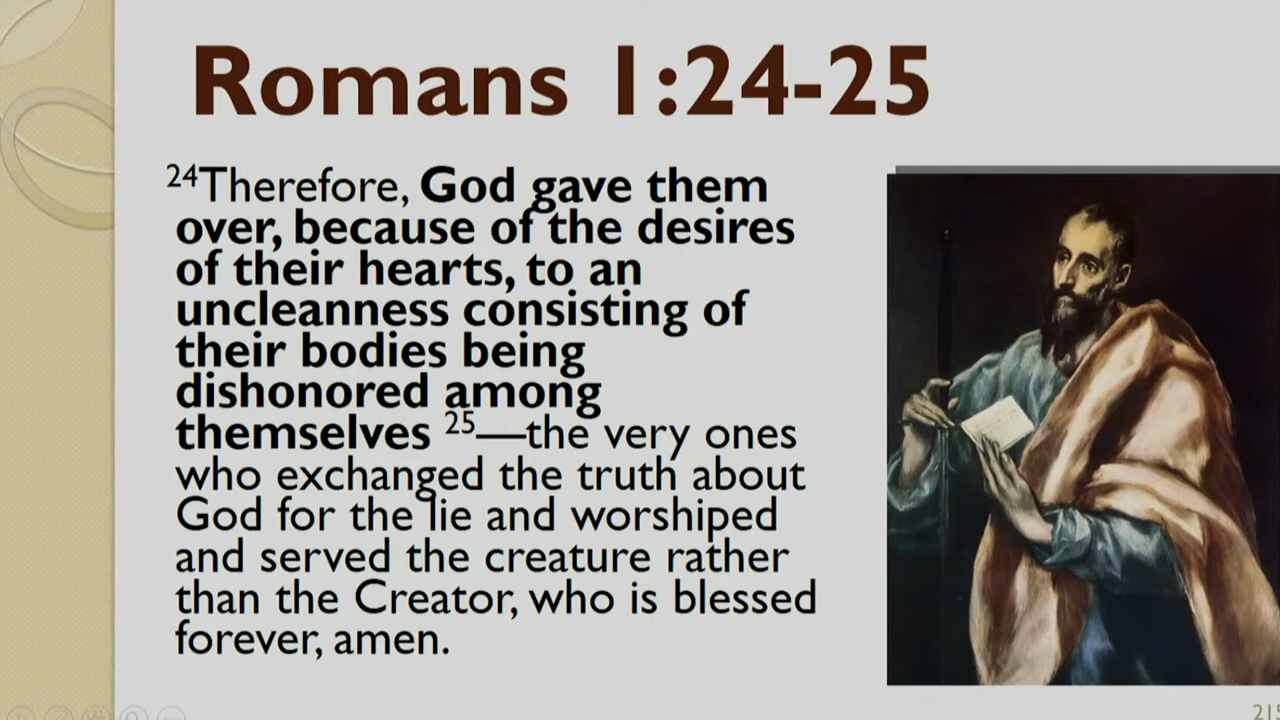 Romans 1:24-25
24Therefore, God gave them
over, because of the desires
of their hearts, to an
uncleanness consisting of
their bodies being
dishonored among
themselves 25—the very ones
who exchanged the truth about
God for the lie and worshiped
and served the creature rather
than the Creator, who is blessed
forever, amen.
215